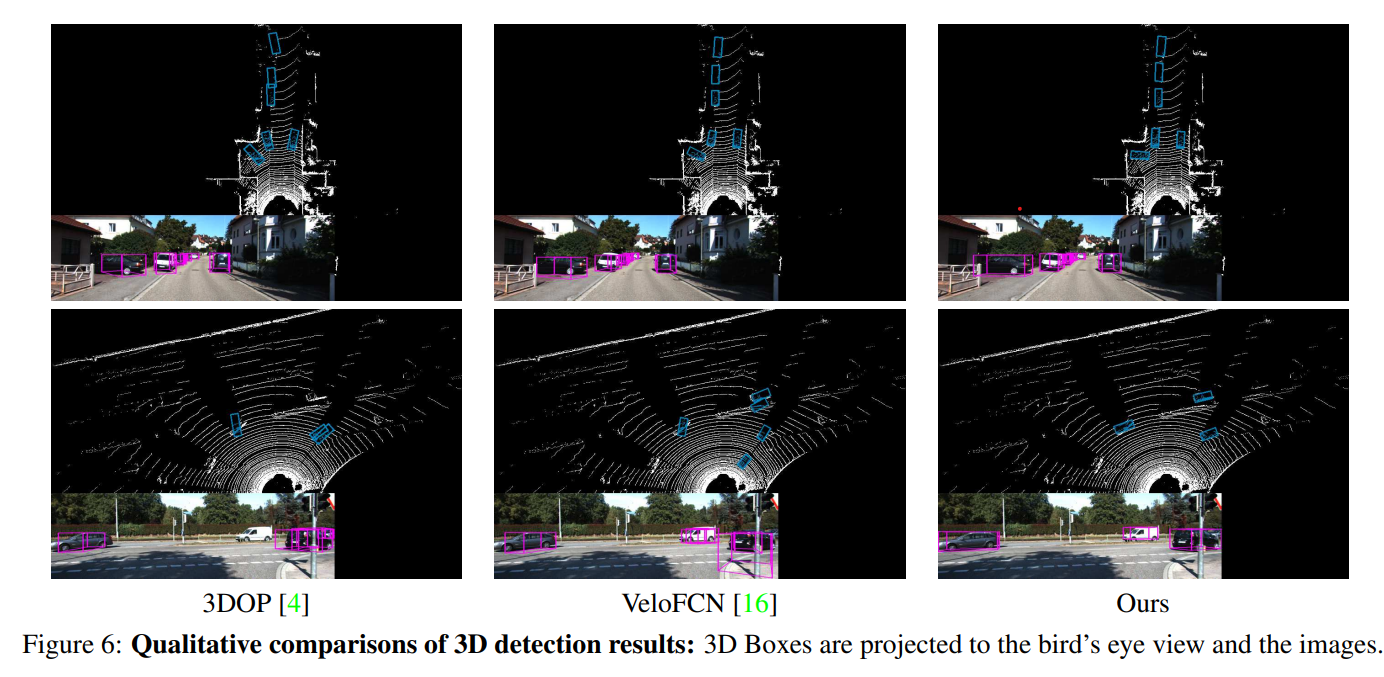 3DOP [4]
VeloFCN [16]
Ours
Figure 6: Qualitative comparisons of 3D detection results: 3D Boxes are projected to the bird's eye view and the images.